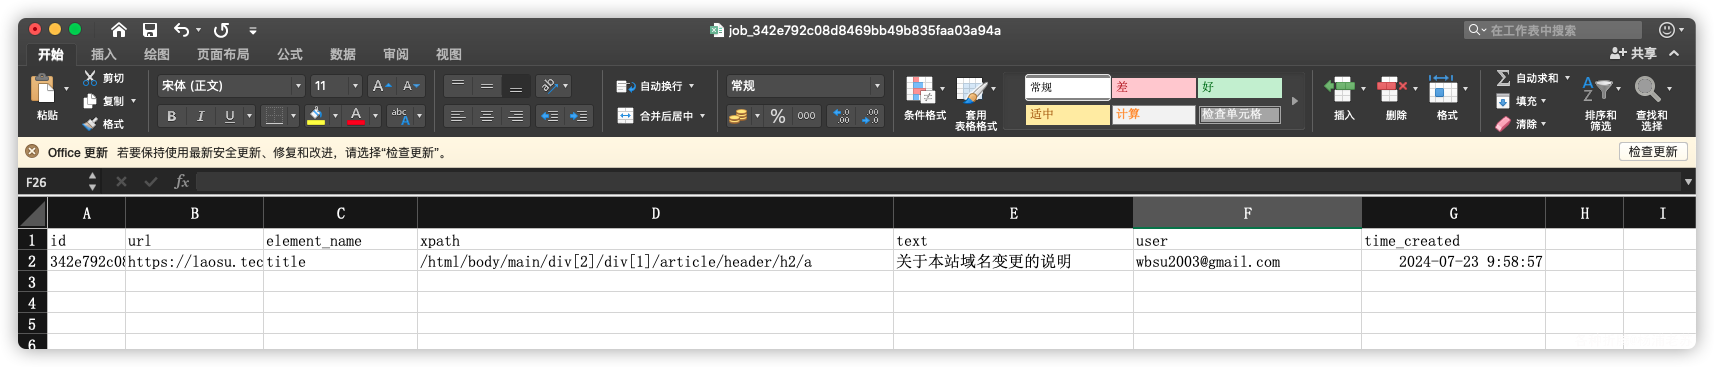 job_342e792c08d8469bb49b835faa03a94a
在工作表中搜索
开始 插入 绘图 页面布局 公式 数据 审阅 视图
共享
粘贴 剪切 复制 格式
宋体 (正文) 11 A A
B I U A abc A
自动换行
合并后居中
常规
% 000 .00 .0
条件格式 套用 表格格式
常规 差 好
适中 计算 检查单元格
插入 删除 格式
自动求和
填充
清除
排序和 筛选
查找和 选择
Office 更新 若要保持使用最新安全更新、修复和改进，请选择“检查更新”。 检查更新
F26 fx
A B C D E F G H I
1 id url element_name xpath text user time_created
2 342e792c08 https://laosu.tec title /html/body/main/div[2]/div[1]/article/header/h2/a 关于本站域名变更的说明 wbsu2003@gmail.com 2024-07-23 9:58:57
3
4
5
6